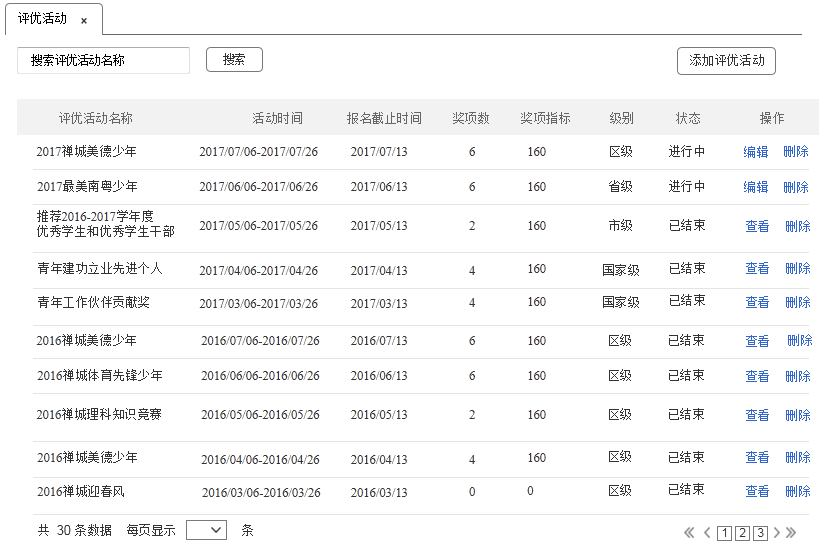 评优活动 ×
搜索评优活动名称 搜索 添加评优活动
评优活动名称 活动时间 报名截止时间 奖项数 奖项指标 级别 状态 操作
2017禅城美德少年 2017/07/06-2017/07/26 2017/07/13 6 160 区级 进行中 编辑 删除
2017最美南粤少年 2017/06/06-2017/06/26 2017/06/13 6 160 省级 进行中 编辑 删除
推荐2016-2017学年度
优秀学生和优秀学生干部 2017/05/06-2017/05/26 2017/05/13 2 160 市级 已结束 查看 删除
青年建功立业先进个人 2017/04/06-2017/04/26 2017/04/13 4 160 国家级 已结束 查看 删除
青年工作伙伴贡献奖 2017/03/06-2017/03/26 2017/03/13 4 160 国家级 已结束 查看 删除
2016禅城美德少年 2016/07/06-2016/07/26 2016/07/13 6 160 区级 已结束 查看 删除
2016禅城体育先锋少年 2016/06/06-2016/06/26 2016/06/13 6 160 区级 已结束 查看 删除
2016禅城理科知识竞赛 2016/05/06-2016/05/26 2016/05/13 2 160 区级 已结束 查看 删除
2016禅城美德少年 2016/04/06-2016/04/26 2016/04/13 4 160 区级 已结束 查看 删除
2016禅城迎春风 2016/03/06-2016/03/26 2016/03/13 0 0 区级 已结束 查看 删除
共 30 条数据 每页显示 条 1 2 3